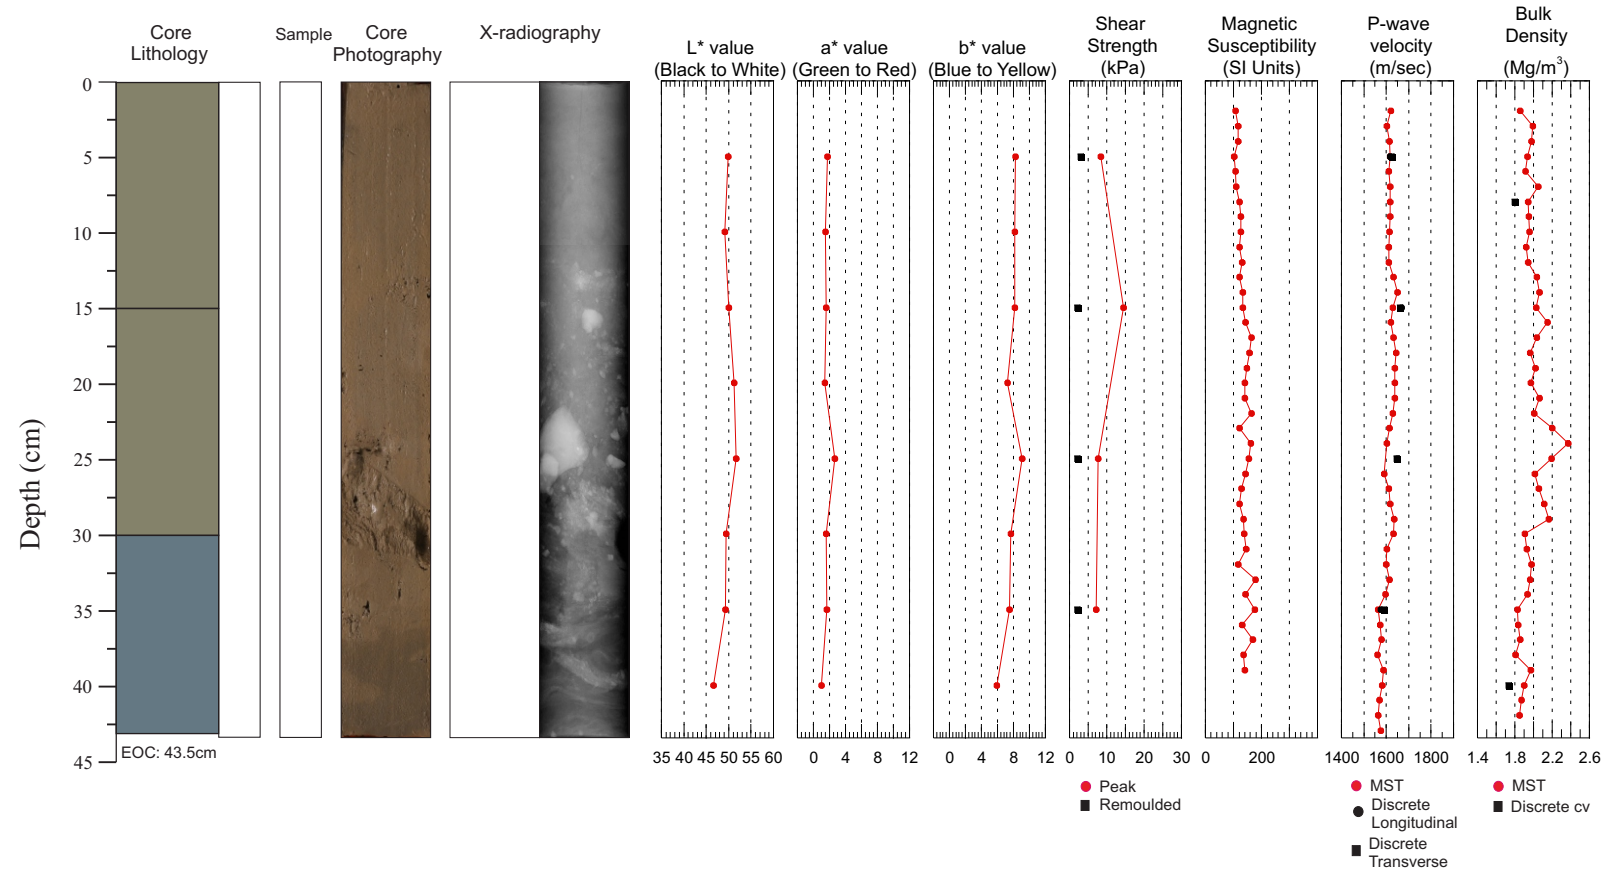 Core
Lithology
Sample
Core
Photography
X-radiography
L* value
(Black to White)
a* value
(Green to Red)
b* value
(Blue to Yellow)
Shear
Strength
(kPa)
Magnetic
Susceptibility
(SI Units)
P-wave
velocity
(m/sec)
Bulk
Density
(Mg/m³)
Depth (cm)
0
5
10
15
20
25
30
35
40
45
EOC: 43.5cm
35 40 45 50 55 60
0 4 8 12
0 4 8 12
0 10 20 30
0 200
1400 1600 1800
1.4 1.8 2.2 2.6
Peak
Remoulded
MST
Discrete
Longitudinal
Discrete
Transverse
MST
Discrete cv